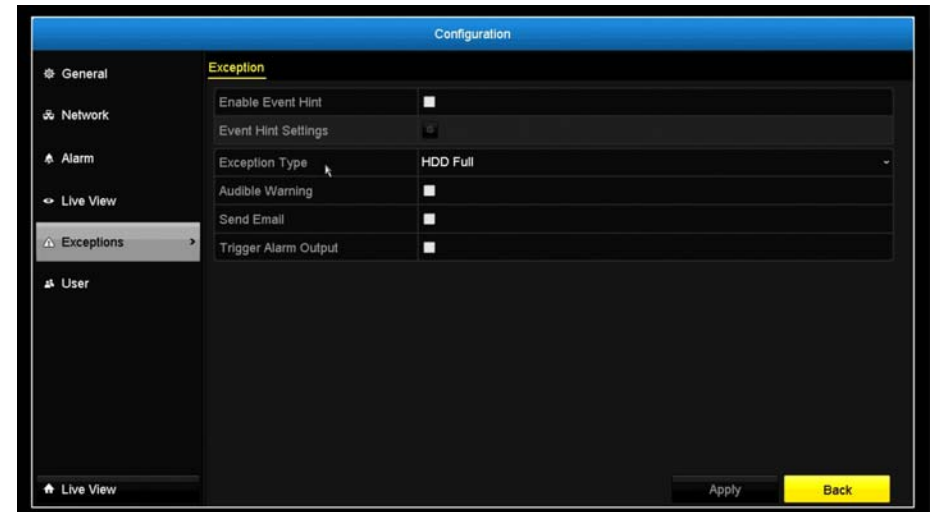 Configuration
General
Network
Alarm
Live View
Exceptions
User
Live View
Exception
Enable Event Hint
Event Hint Settings
Exception Type HDD Full
Audible Warning
Send Email
Trigger Alarm Output
Apply Back